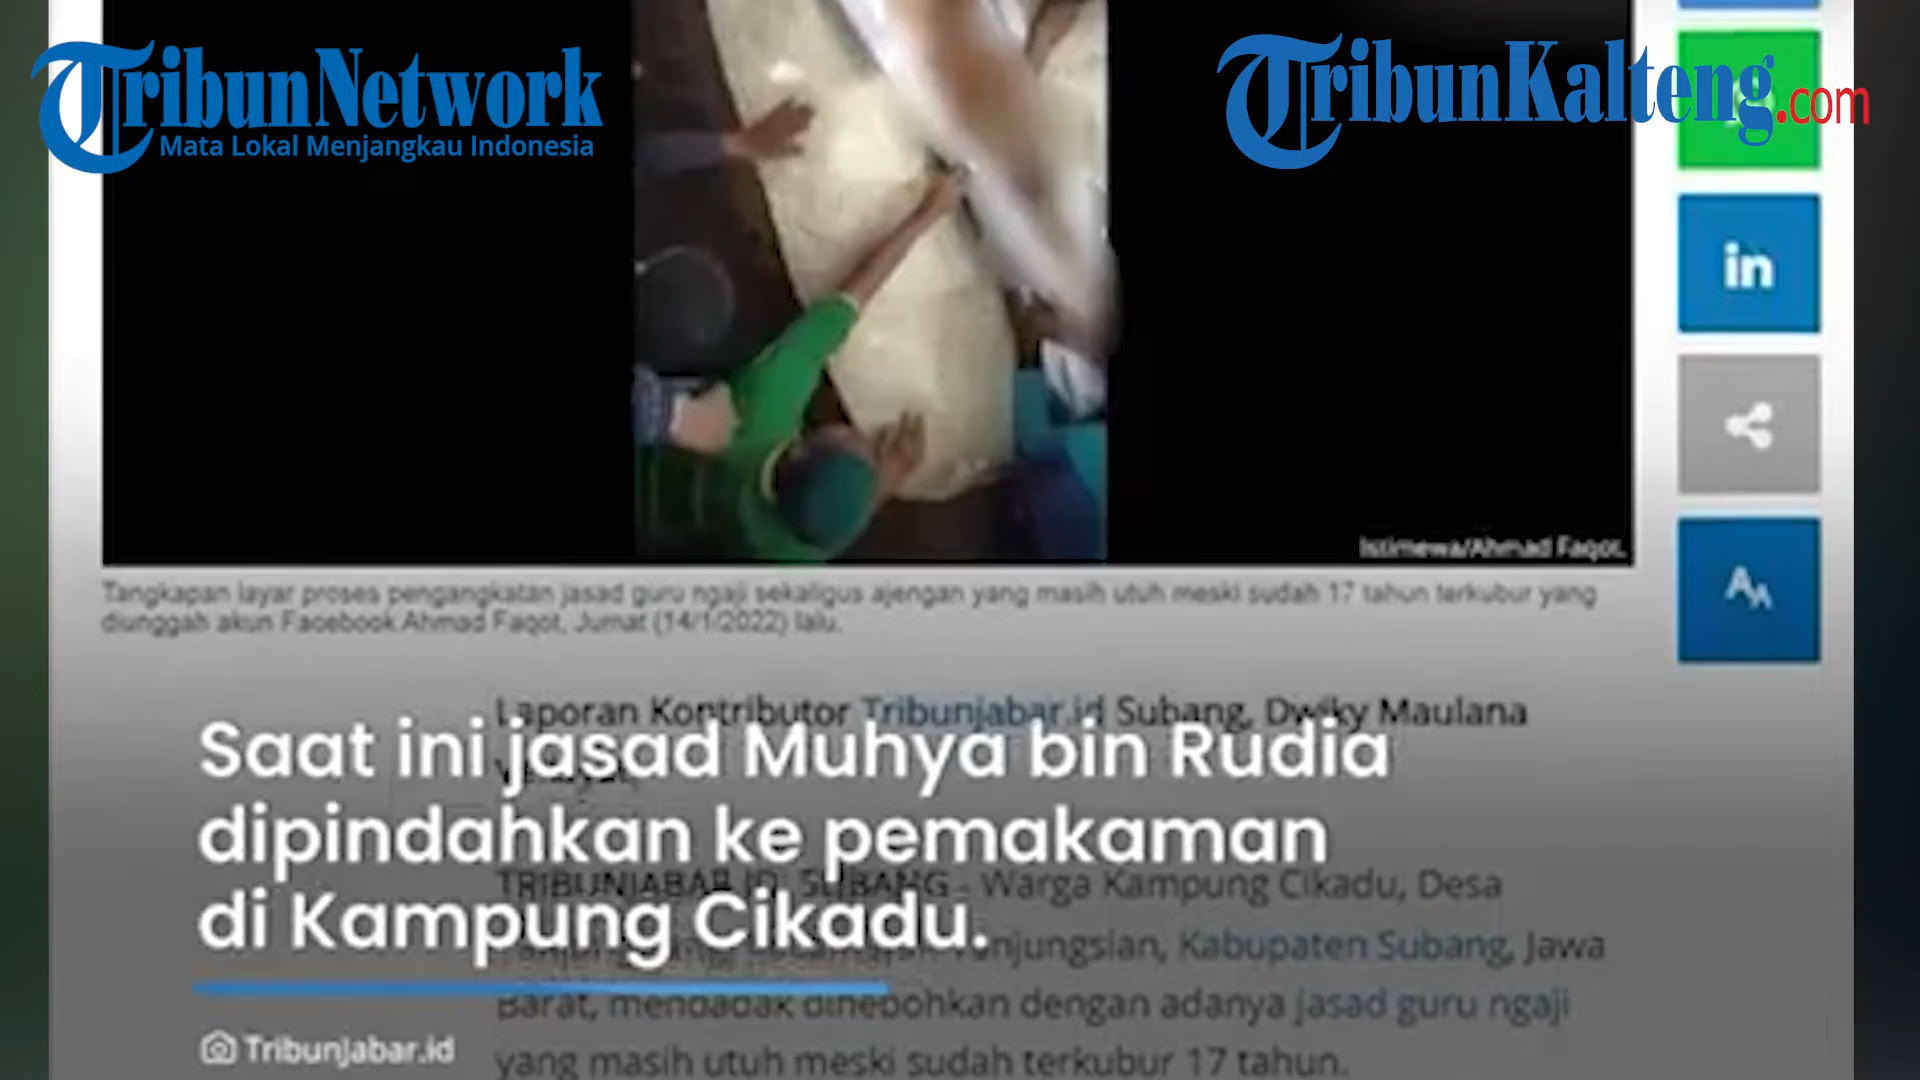 TribunNetwork
Mata Lokal Menjangkau Indonesia
TribunKalteng.com
in
Istimewa/Ahmad Faqot.
AA
Tangkapan layar proses pengangkatan jasad guru ngaji sekaligus ajengan yang masih utuh meski sudah 17 tahun terkubur yang
diunggah akun Facebook Ahmad Faqot, Jumat (14/1/2022) lalu.
Laporan Kontributor Tribunjabar.id Subang, Dwiky Maulana
Saat ini jasad Muhya bin Rudia
dipindahkan ke pemakaman
di Kampung Cikadu.
TRIBUNJABAR.ID, SUBANG - Warga Kampung Cikadu, Desa
Kabupaten Subang, Jawa
Barat, mendadak dihebohkan dengan adanya jasad guru ngaji
yang masih utuh meski sudah terkubur 17 tahun.
Tribunjabar.id